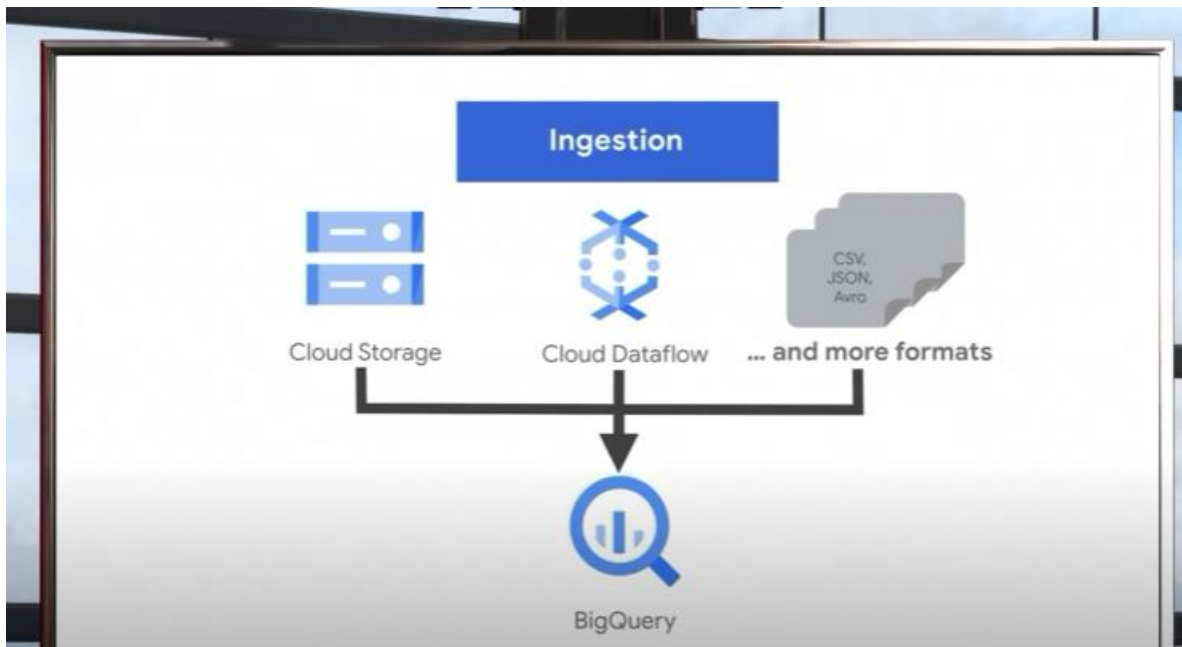 Ingestion
CSV,
JSON,
Avro
Cloud Storage
Cloud Dataflow
... and more formats
BigQuery